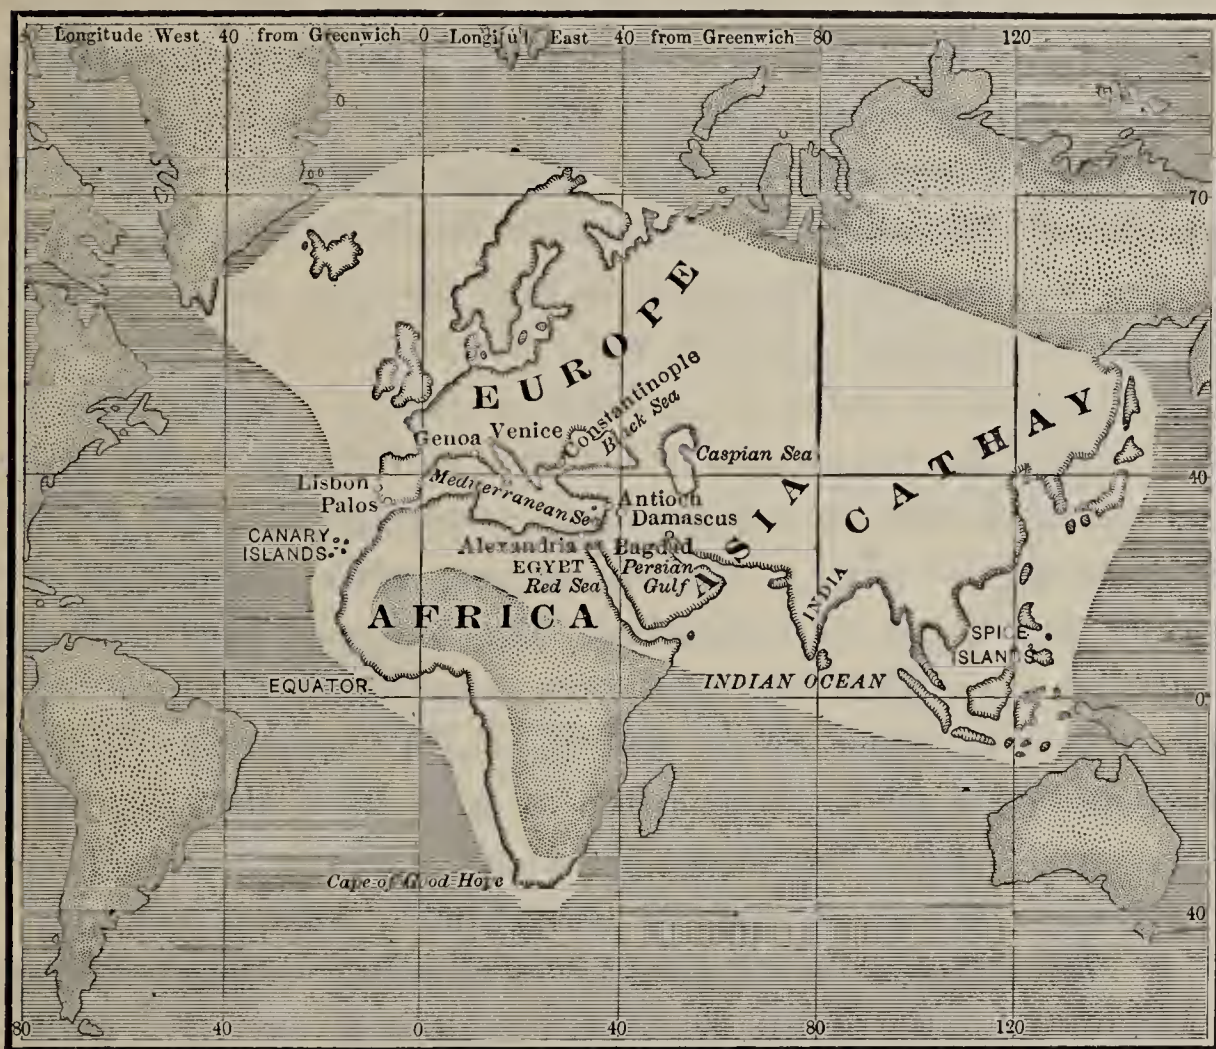 Longitude West 40 from Greenwich 0 Longitu East 40 from Greenwich 80 120
70
EUROPE
Constantinople
Black Sea
Genoa Venice
CATHAY
Caspian Sea
40
Lisbon
Palos
Mediterranean Se
Antioch
Damascus
ASIA
CANARY
ISLANDS
Alexandria
Bagdad
EGYPT
Persian
Gulf
Red Sea
INDIA
AFRICA
SPICE
ISLANDS
EQUATOR
INDIAN OCEAN
0
Cape of Good Hope
40
80 40 0 40 80 120